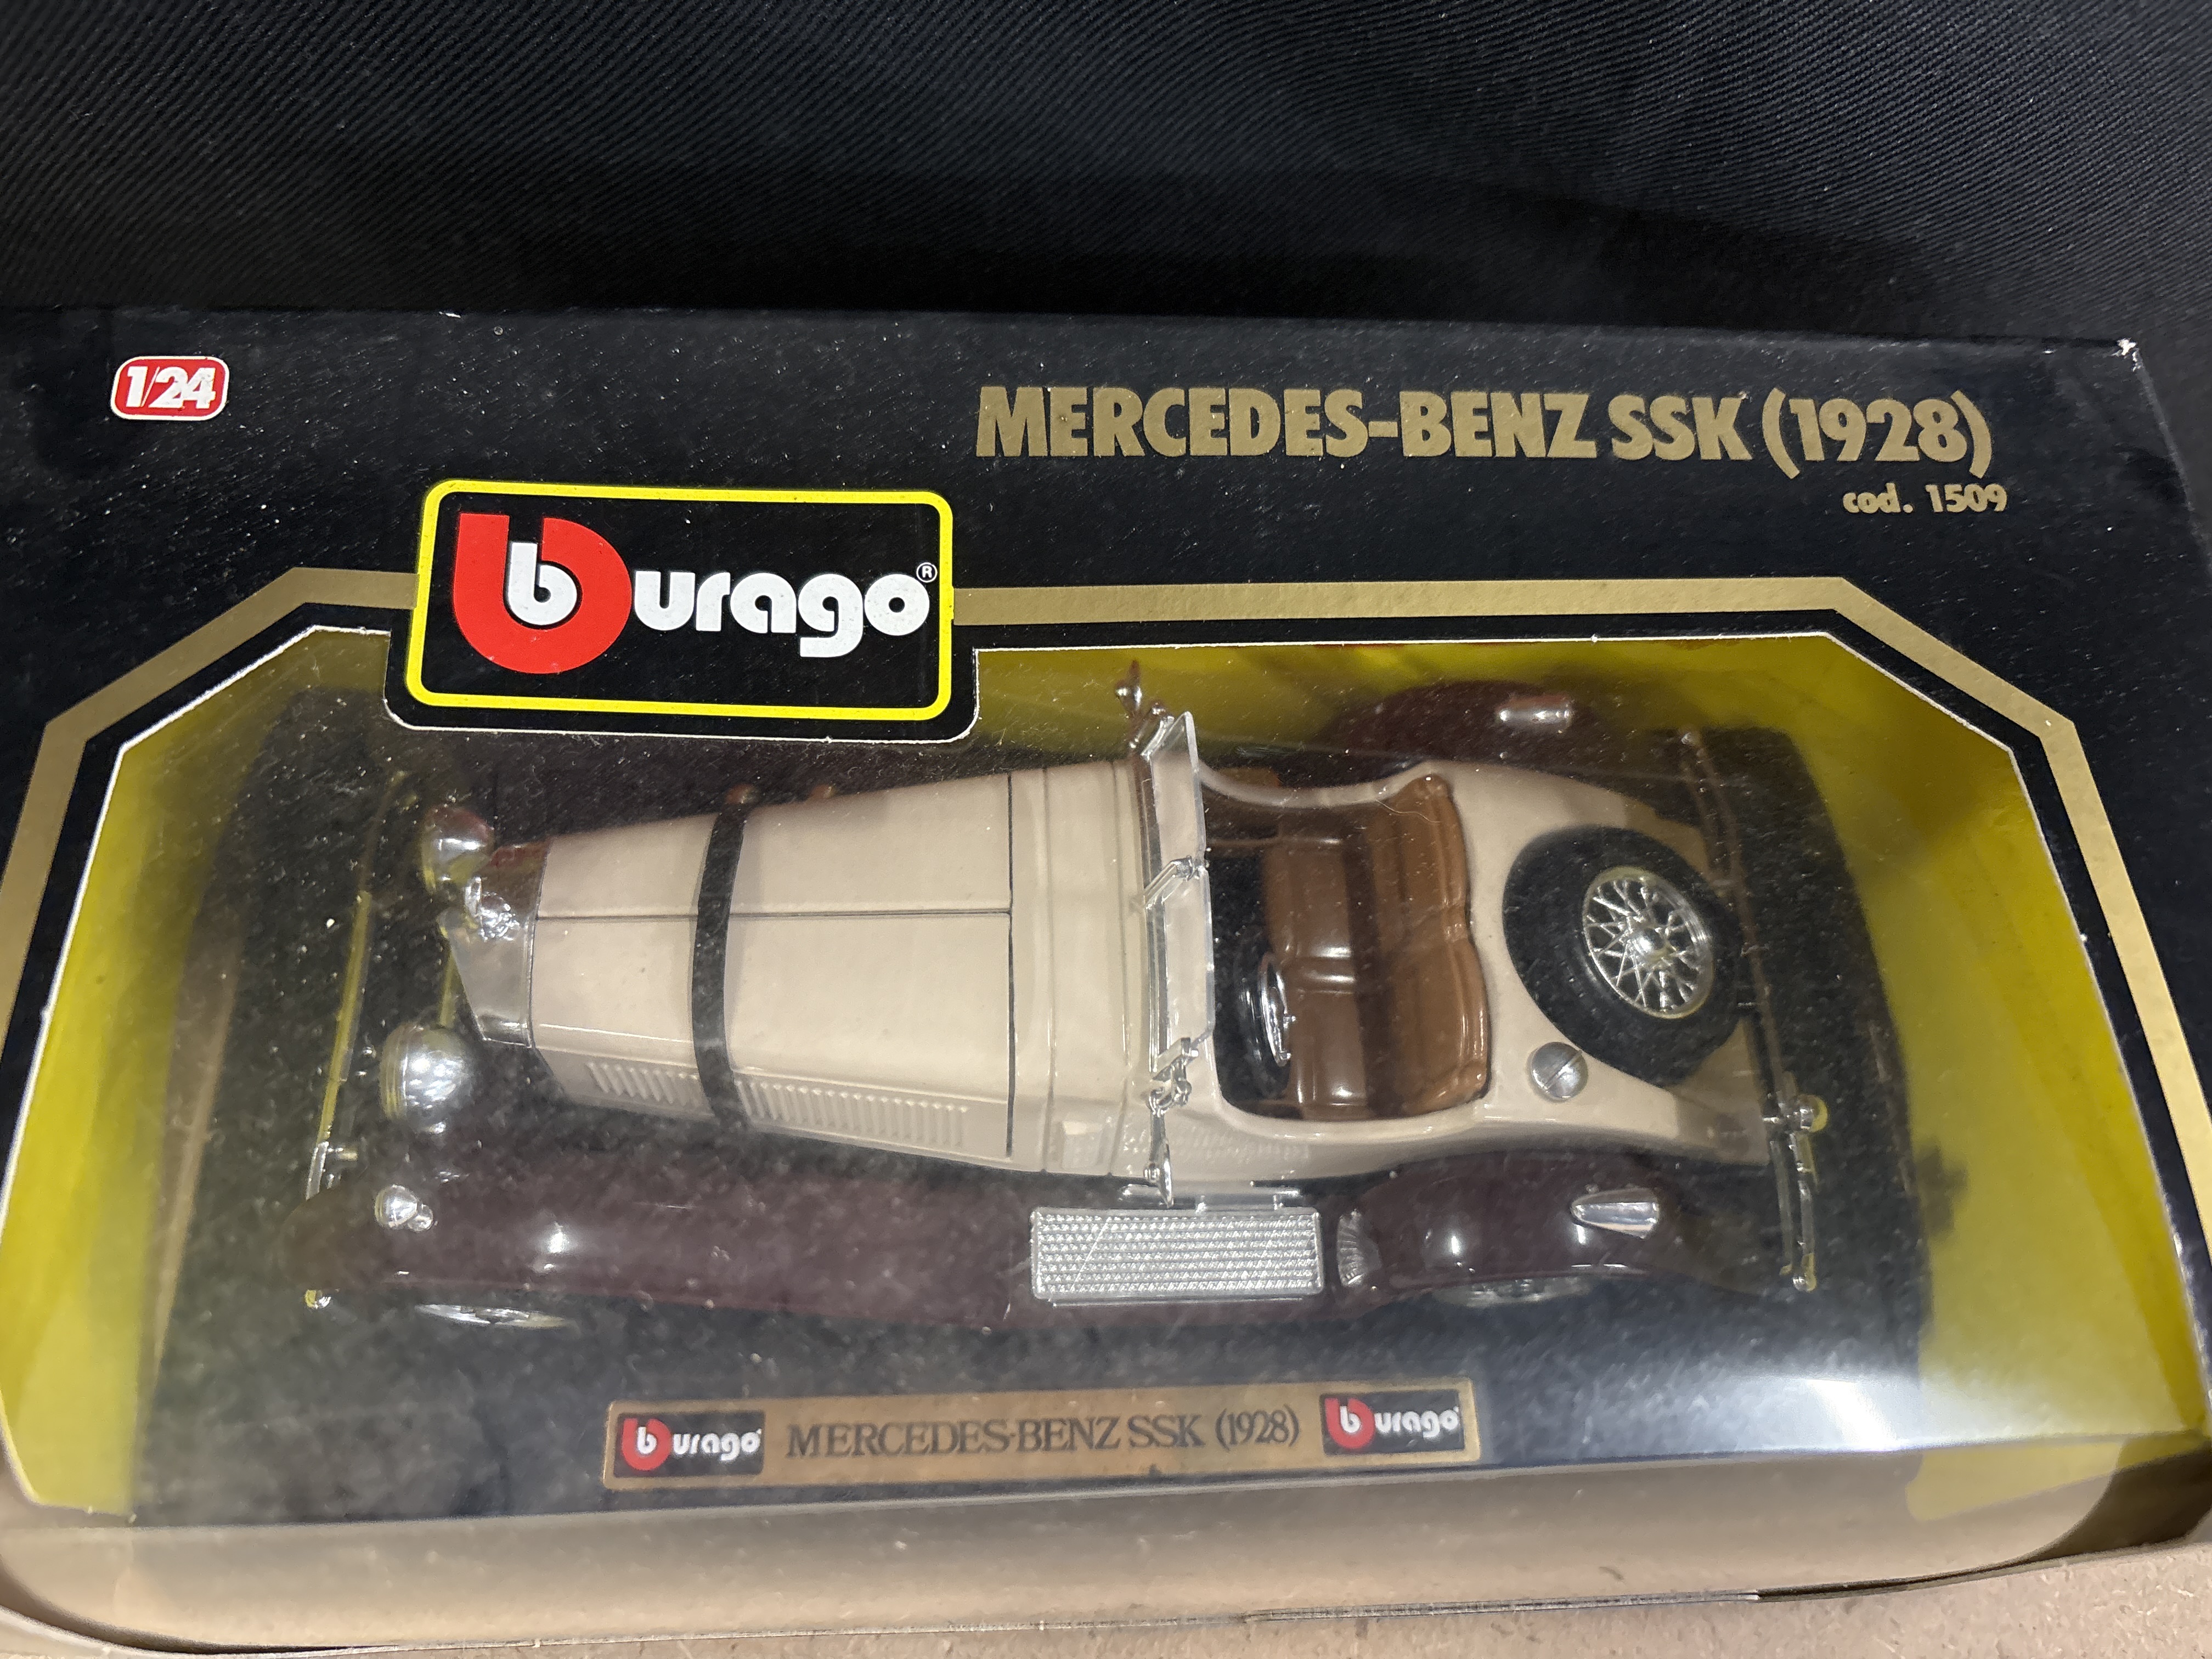 1/24
MERCEDES-BENZ SSK (1928)
cod. 1509
burago®
burago MERCEDES-BENZ SSK (1928) burago